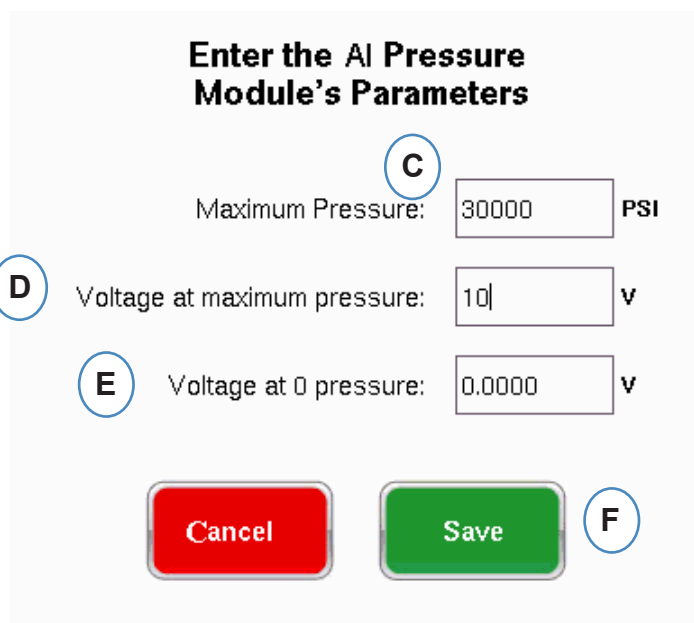 Enter the AI Pressure
Module's Parameters
C
Maximum Pressure: 30000 PSI
D Voltage at maximum pressure: 10 V
E Voltage at 0 pressure: 0.0000 V
Cancel Save F